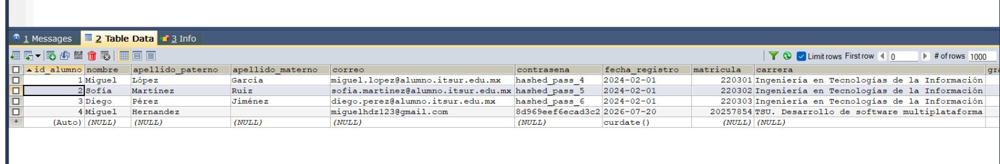 1 Messages 2 Table Data 3 Info
Limit rows First row 0 # of rows 1000
id_alumno nombre apellido_paterno apellido_materno correo contrasena fecha_registro matricula carrera gra
1 Miguel López García miguel.lopez@alumno.itsur.edu.mx hashed_pass_4 2024-02-01 220301 Ingeniería en Tecnologías de la Información
2 Sofía Martínez Ruiz sofia.martinez@alumno.itsur.edu.mx hashed_pass_5 2024-02-01 220302 Ingeniería en Tecnologías de la Información
3 Diego Pérez Jiménez diego.perez@alumno.itsur.edu.mx hashed_pass_6 2024-02-01 220303 Ingeniería en Tecnologías de la Información
4 Miguel Hernandez miguelhdz123@gmail.com 8d969eef6ecad3c2 2026-07-20 20257854 TSU. Desarrollo de software multiplataforma
* (Auto) (NULL) (NULL) (NULL) (NULL) (NULL) curdate() (NULL) (NULL)